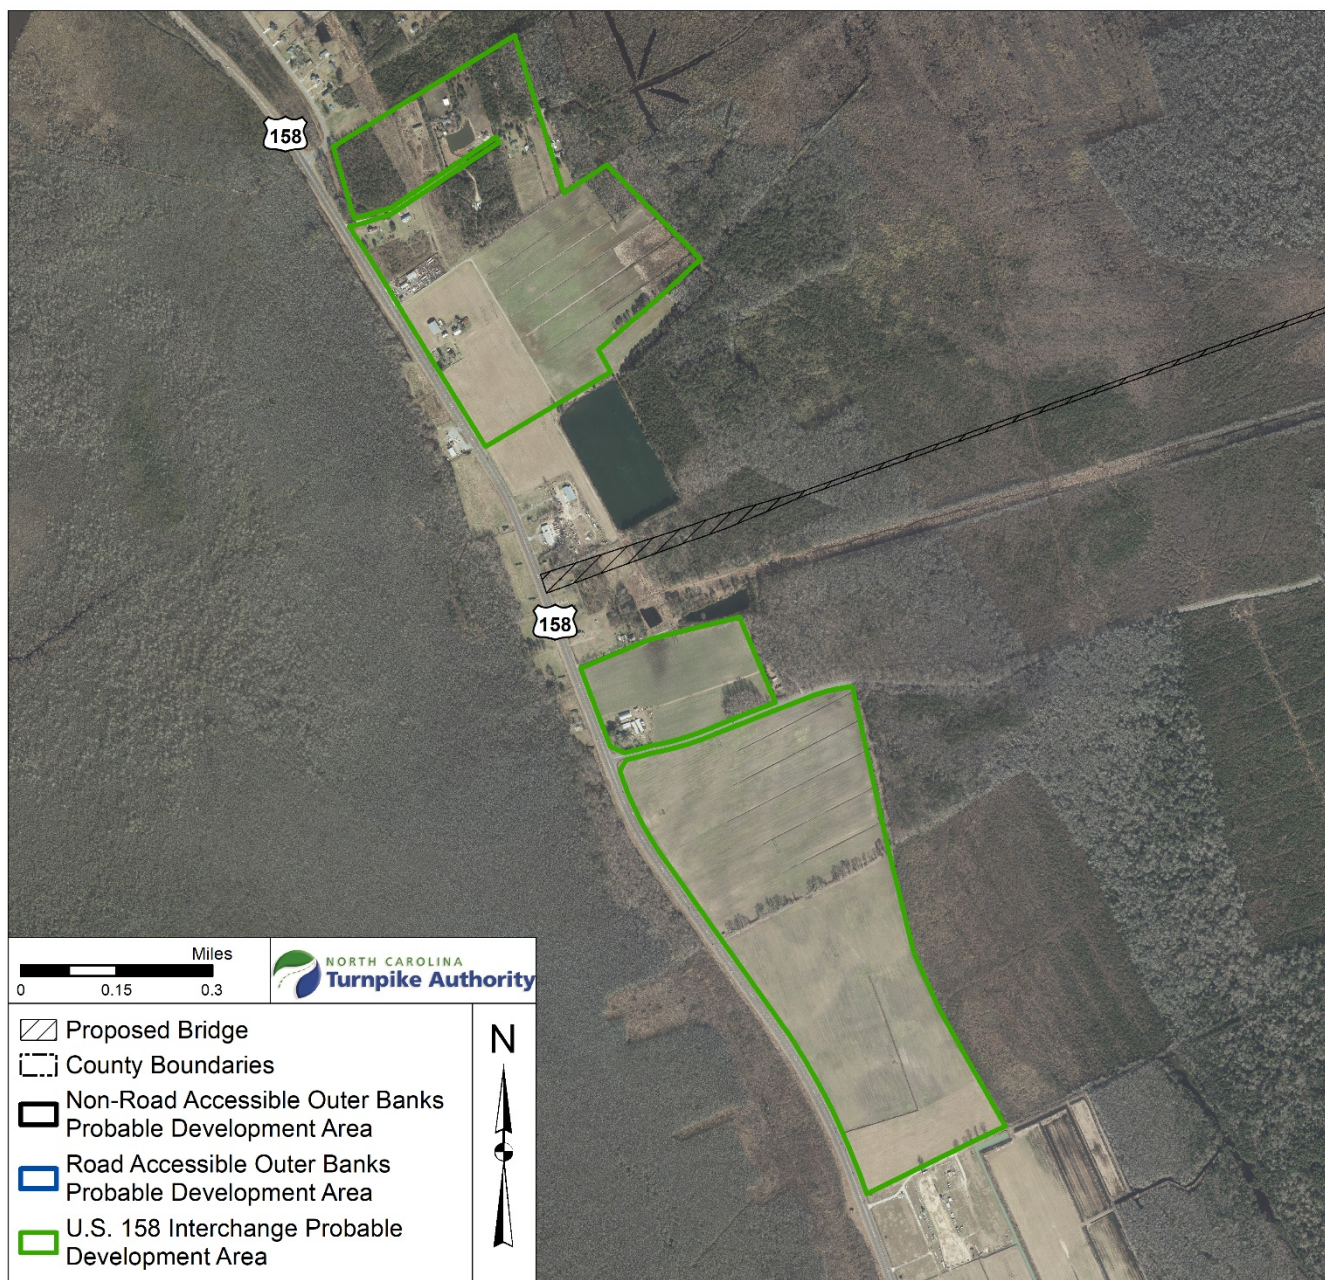 158
158
Miles
0
0.15
0.3
NORTH CAROLINA
Turnpike Authority
Proposed Bridge
County Boundaries
Non-Road Accessible Outer Banks
Probable Development Area
Road Accessible Outer Banks
Probable Development Area
U.S. 158 Interchange Probable
Development Area
N